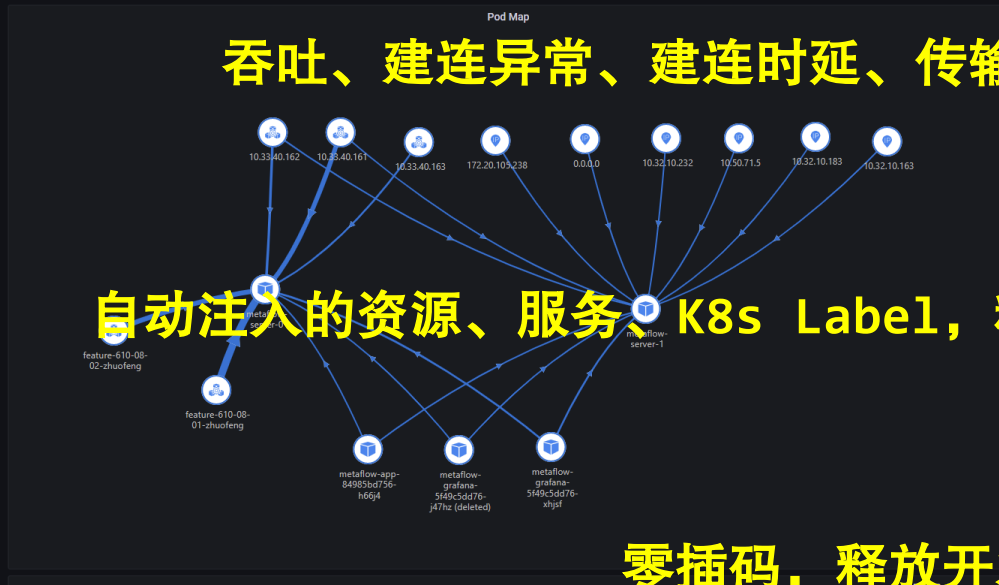 Pod Map
吞吐、建连异常、建连时延、传输
10.33.40.162
10.33.40.161
10.33.40.163
172.20.105.238
0.0.0.0
10.32.10.232
10.50.71.5
10.32.10.183
10.32.10.163
自动注入的资源、服务、K8s Label,
metaflow-
server-0
metaflow-
server-1
feature-610-08-
02-zhuofeng
feature-610-08-
01-zhuofeng
metaflow-app-
84985bd756-
h66j4
metaflow-
grafana-
5f49c5dd76-
j47hz (deleted)
metaflow-
grafana-
5f49c5dd76-
xhjsf
零插码，释放开